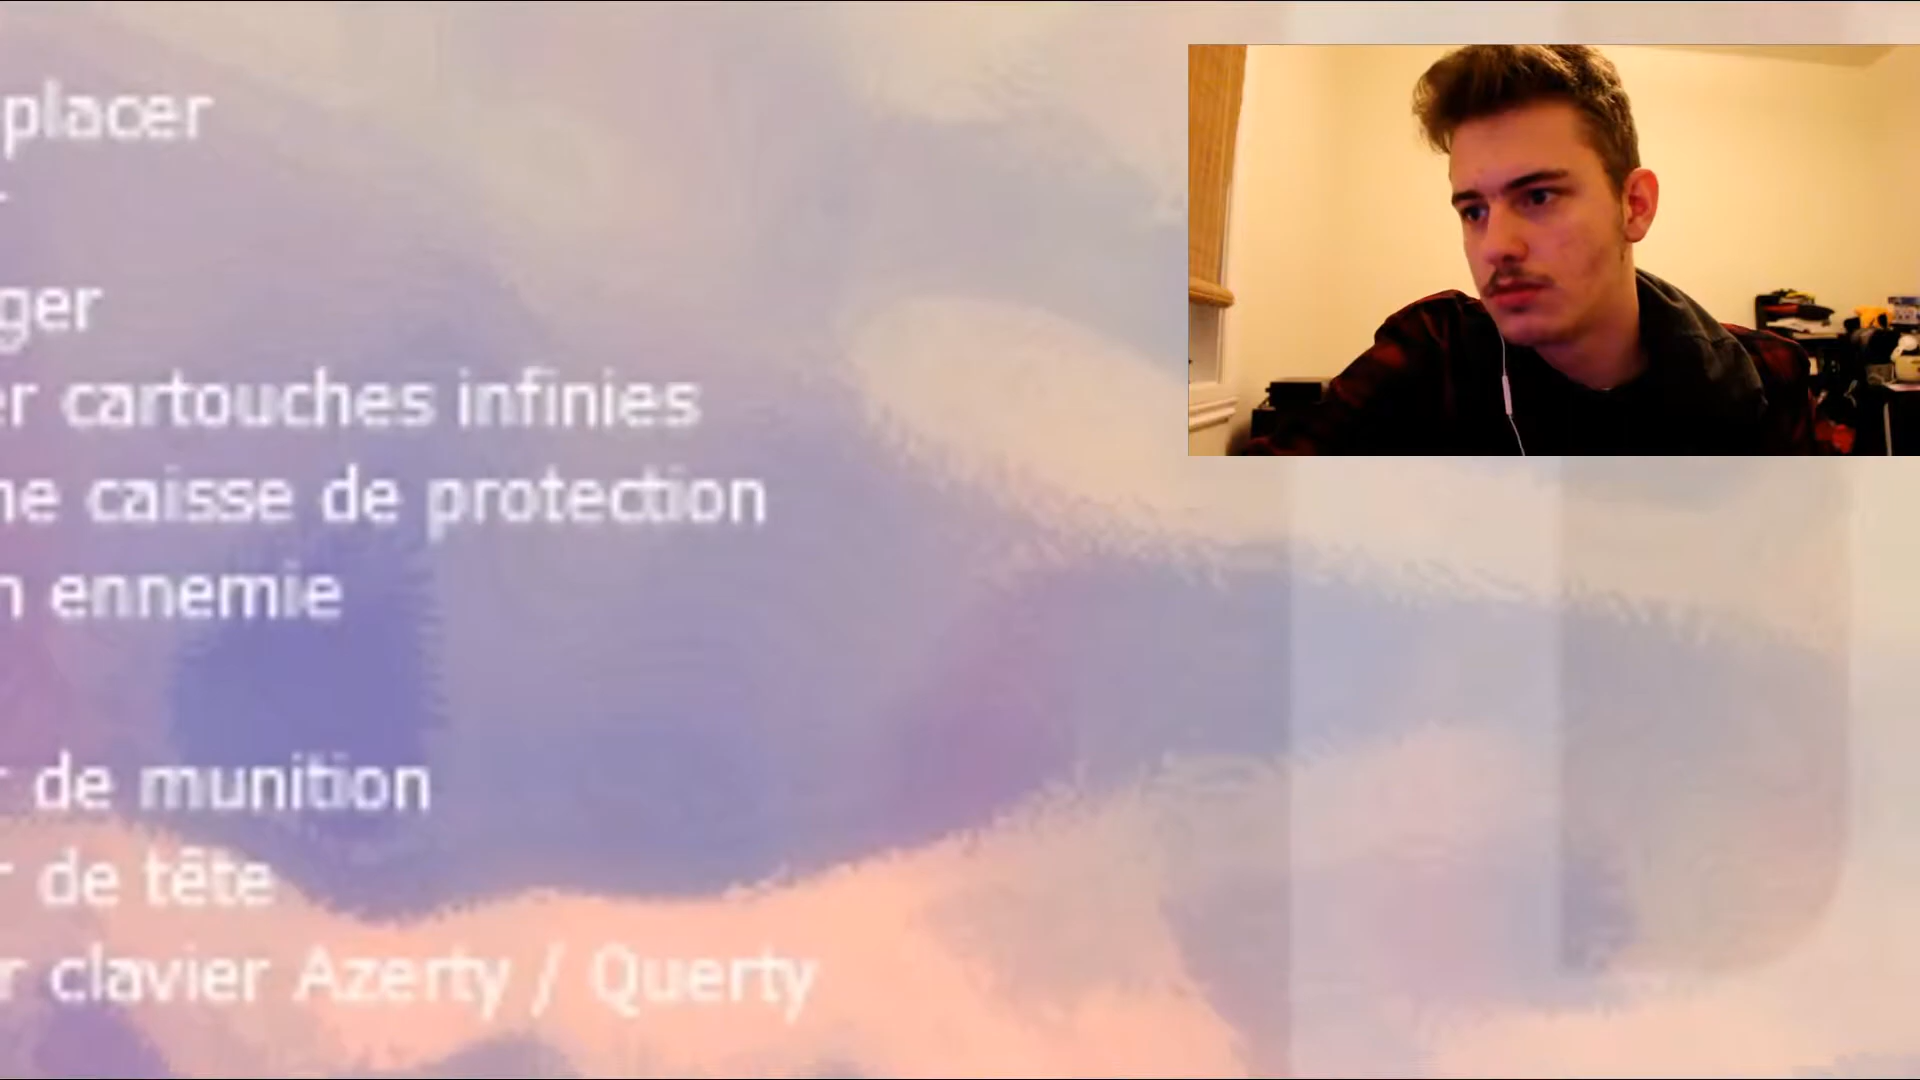 placer
ger
er cartouches infinies
ne caisse de protection
n ennemie
de munition
r de tête
r clavier Azerty / Querty